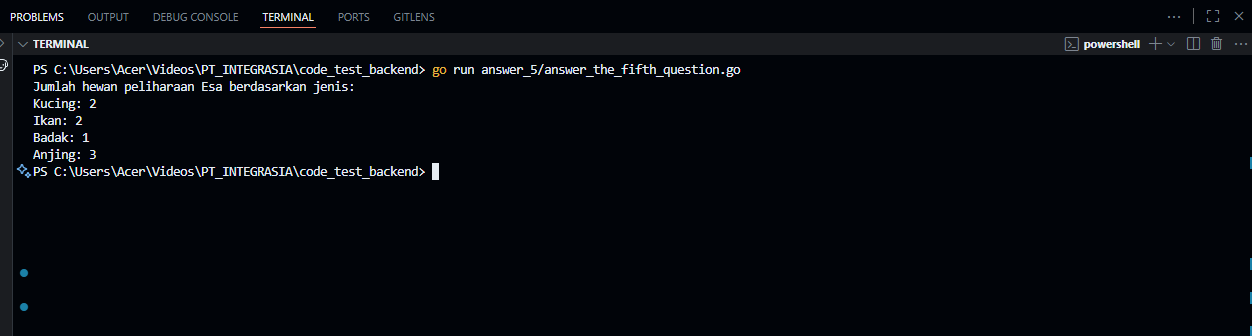 PROBLEMS OUTPUT DEBUG CONSOLE TERMINAL PORTS GITLENS
TERMINAL powershell
PS C:\Users\Acer\Videos\PT_INTEGRASIA\code_test_backend> go run answer_5/answer_the_fifth_question.go
Jumlah hewan peliharaan Esa berdasarkan jenis:
Kucing: 2
Ikan: 2
Badak: 1
Anjing: 3
PS C:\Users\Acer\Videos\PT_INTEGRASIA\code_test_backend>